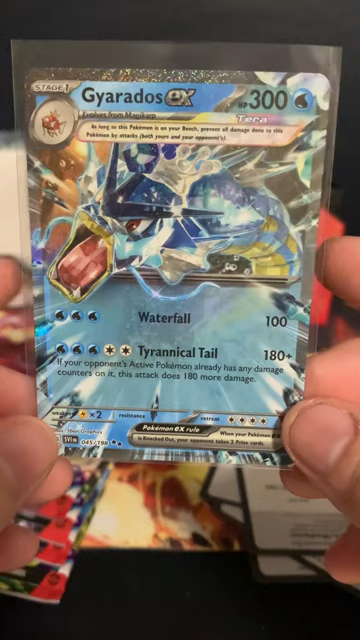 STAGE 1
Gyarados ex
HP 300
Evolves from Magikarp
Tera
As long as this Pokémon is on your Bench, prevent all damage done to this
Pokémon by attacks (both yours and your opponent's).
Waterfall 100
Tyrannical Tail 180+
If your opponent's Active Pokémon already has any damage
counters on it, this attack does 180 more damage.
weakness ×2 resistance retreat
Graphics
Pokémon ex rule
When your Pokémon ex
is Knocked Out, your opponent takes 2 Prize cards.
SVI EN 045/198